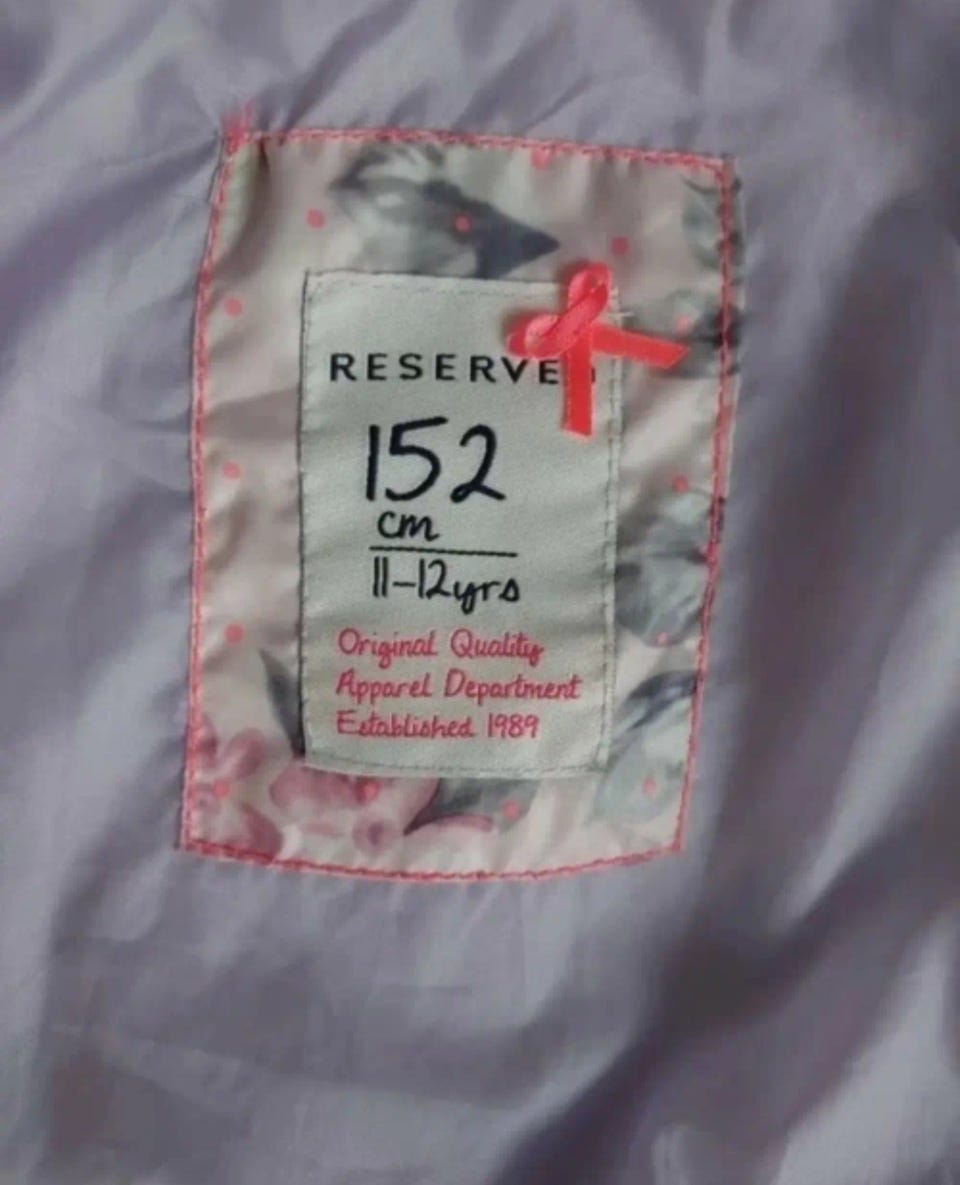 RESERVED
152
cm
11-12yrs
Original Quality
Apparel Department
Established 1989